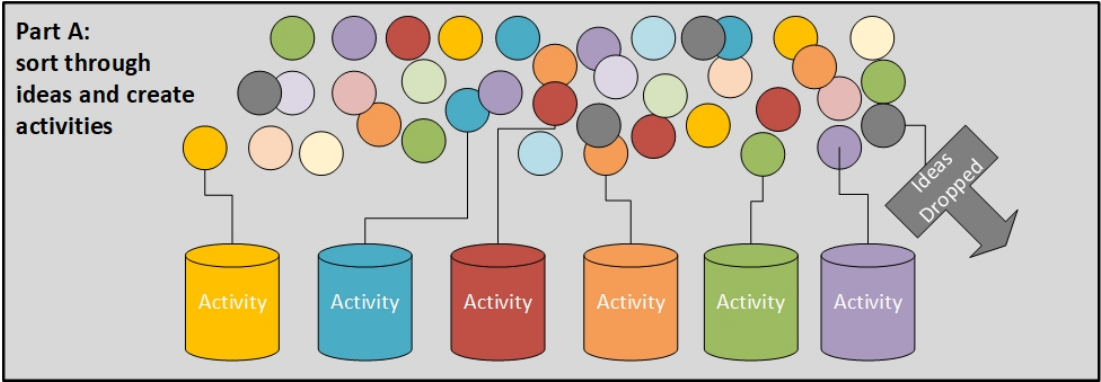 Part A:
sort through
ideas and create
activities
Ideas
Dropped
Activity
Activity
Activity
Activity
Activity
Activity